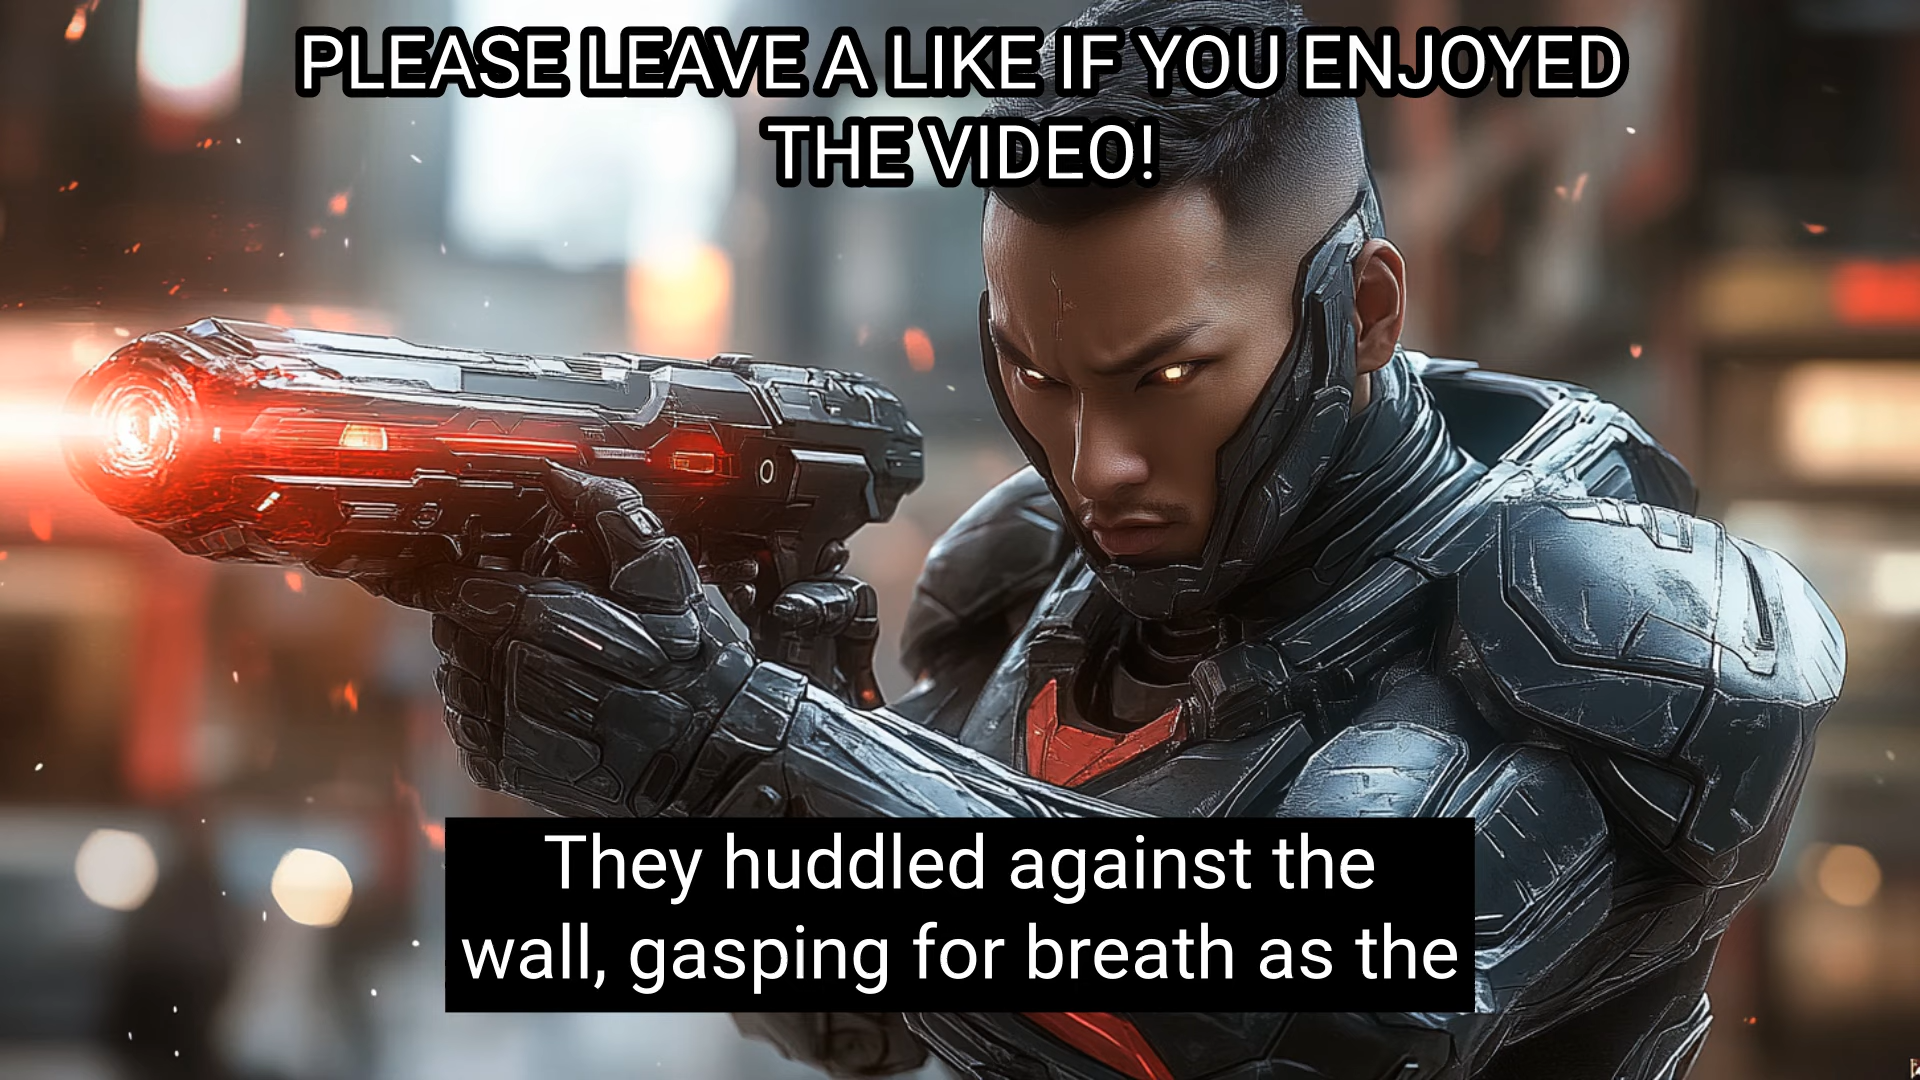 PLEASE LEAVE A LIKE IF YOU ENJOYED
THE VIDEO!
They huddled against the
wall, gasping for breath as the